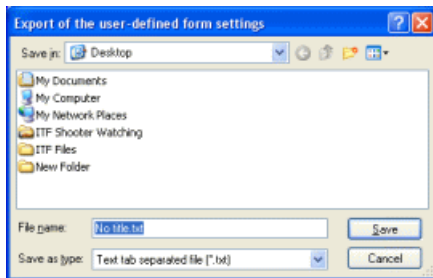 Export of the user-defined form settings
Save in: Desktop
My Documents
My Computer
My Network Places
ITF Shooter Watching
ITF Files
New Folder
File name: No title.txt Save
Save as type: Text tab separated file (*.txt) Cancel